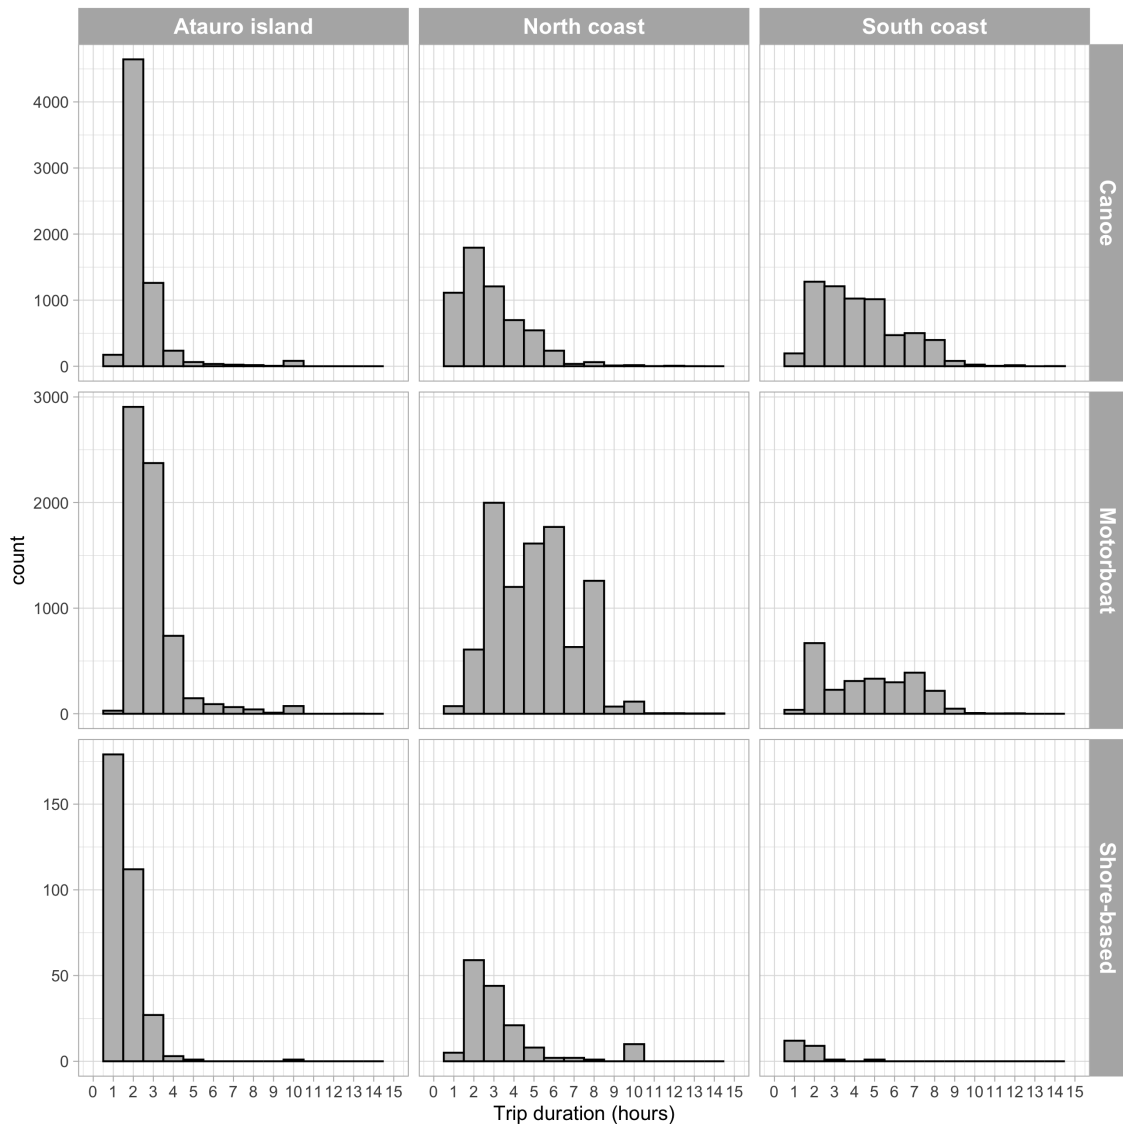 Atauro island North coast South coast
4000
3000
2000
1000
0
Canoe
3000
2000
1000
0
Motorboat
count
150
100
50
0
Shore-based
0 1 2 3 4 5 6 7 8 9 10 11 12 13 14 15 0 1 2 3 4 5 6 7 8 9 10 11 12 13 14 15 0 1 2 3 4 5 6 7 8 9 10 11 12 13 14 15
Trip duration (hours)